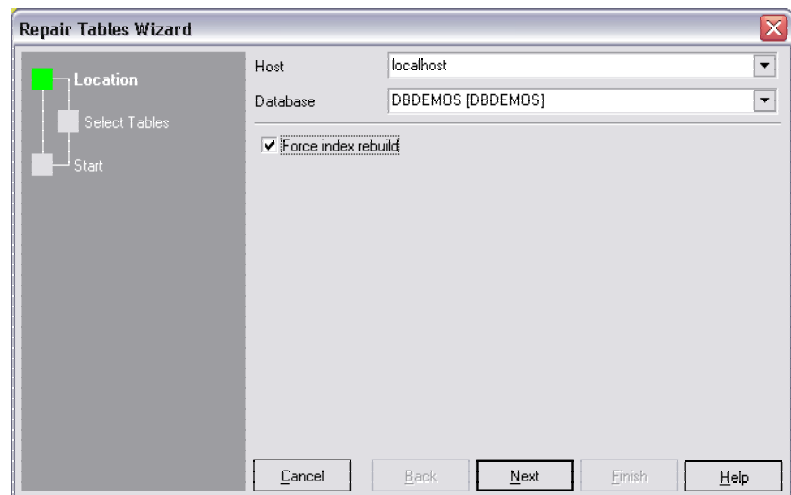 Repair Tables Wizard
Location
Select Tables
Start
Host
localhost
Database
DBDEMOS [DBDEMOS]
Force index rebuild
Cancel
Back
Next
Finish
Help